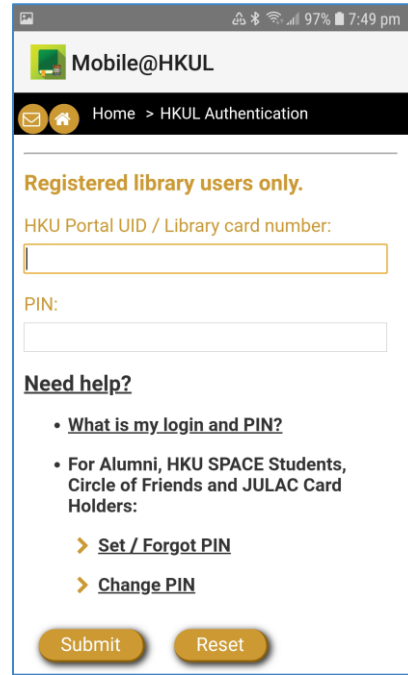 97% 7:49 pm
Mobile@HKUL
Home > HKUL Authentication
Registered library users only.
HKU Portal UID / Library card number:
PIN:
Need help?
• What is my login and PIN?
• For Alumni, HKU SPACE Students,
Circle of Friends and JULAC Card
Holders:
Set / Forgot PIN
Change PIN
Submit Reset